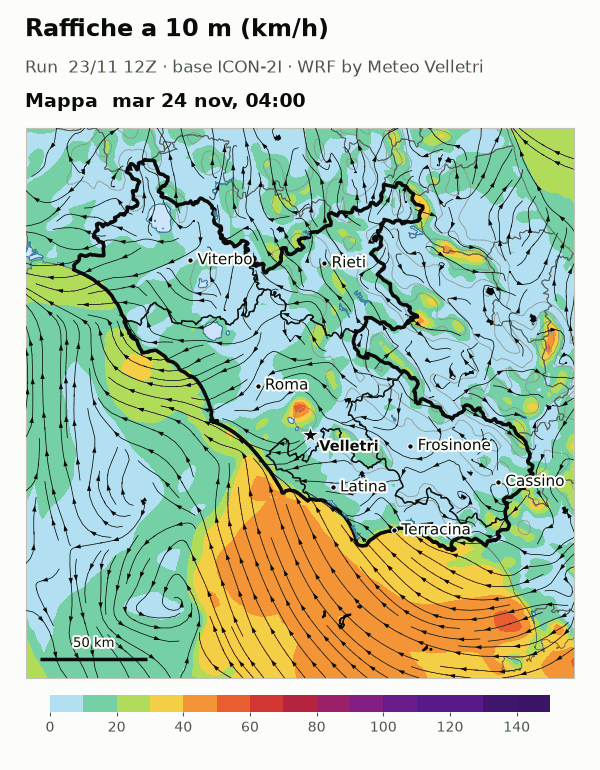 Raffiche a 10 m (km/h)
Run  23/11 12Z · base ICON-2I · WRF by Meteo Velletri
Mappa  mar 24 nov, 04:00
Viterbo
Rieti
Roma
Velletri
Frosinone
Latina
Cassino
Terracina
50 km
0 20 40 60 80 100 120 140